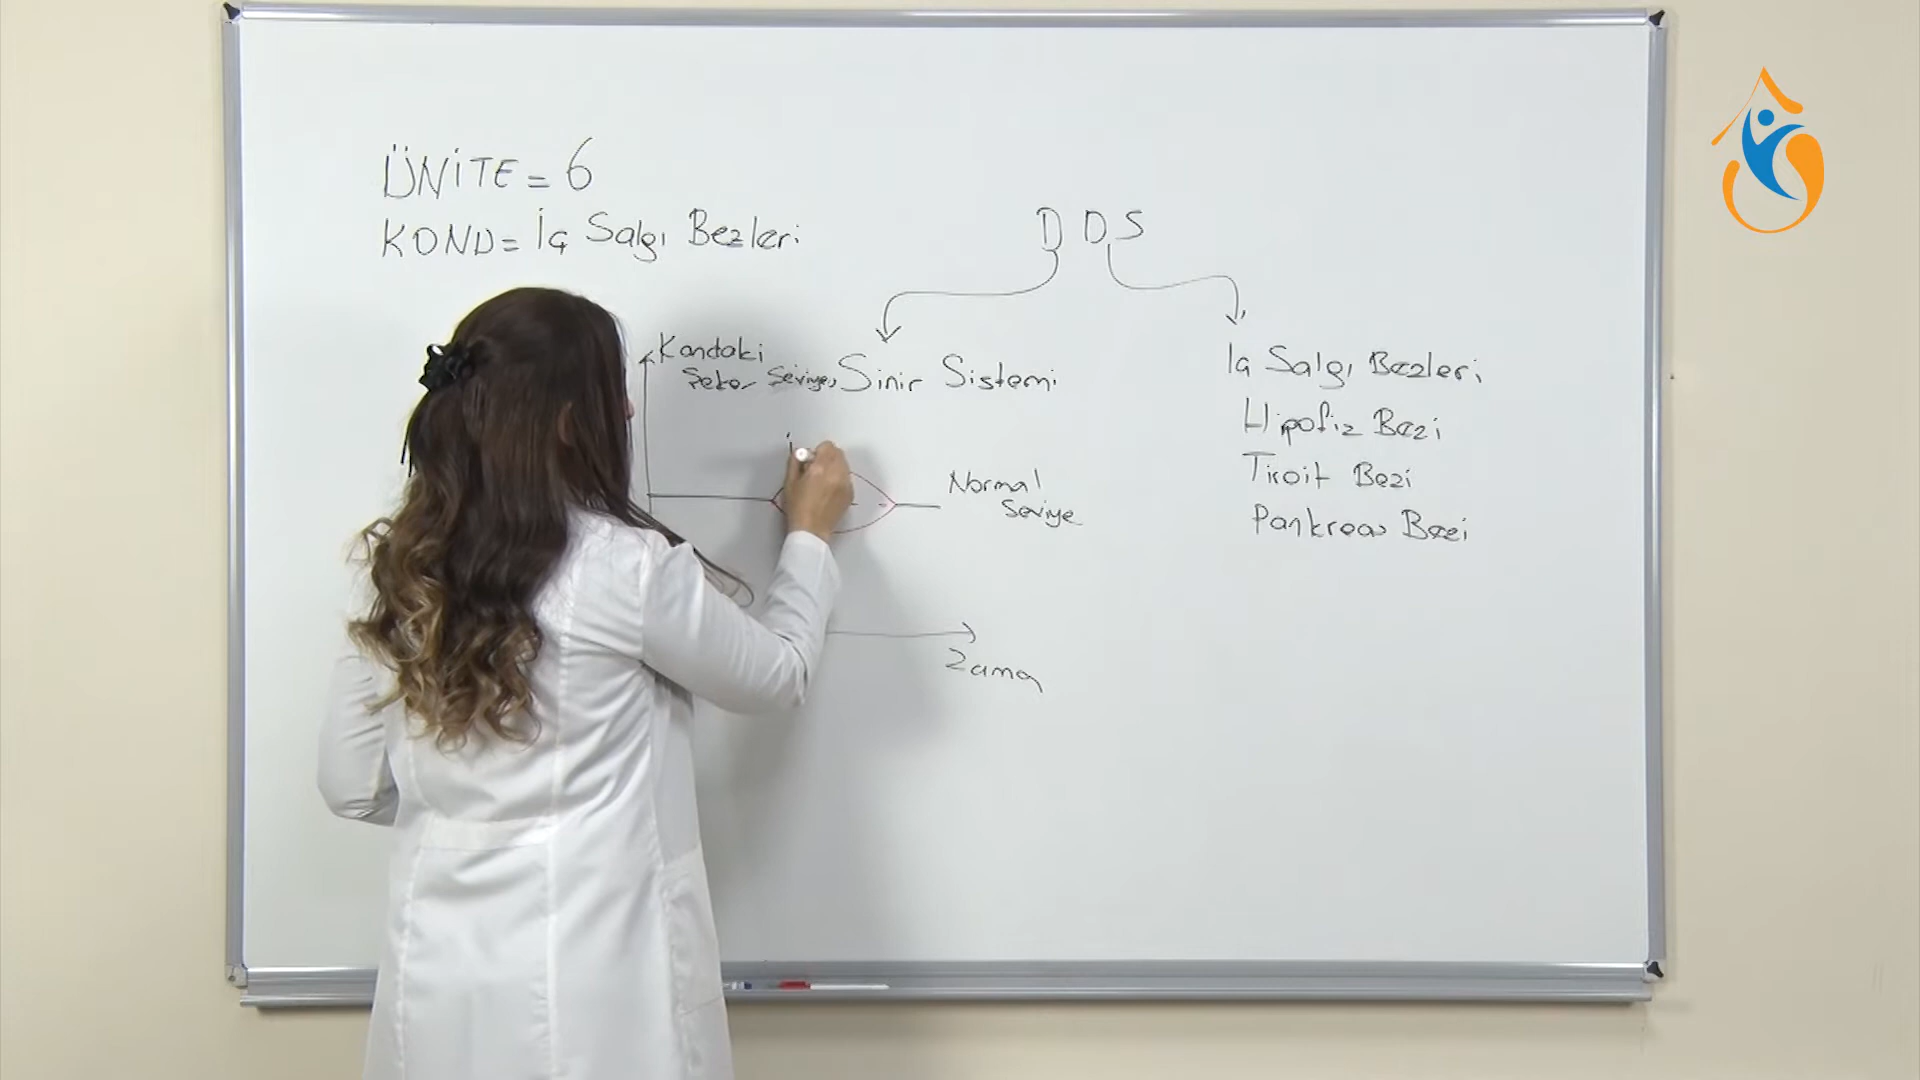 ÜNİTE = 6
KONU = İç Salgı Bezleri
D D S
Kandaki
Şeker Seviyesi
Sinir Sistemi
İç Salgı Bezleri
Hipofiz Bezi
Tiroit Bezi
Pankreas Bezi
Normal
Seviye
Zaman